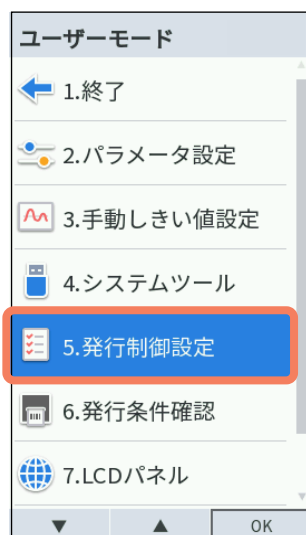 ユーザーモード
1.終了
2.パラメータ設定
3.手動しきい値設定
4.システムツール
5.発行制御設定
6.発行条件確認
7.LCDパネル
▼ ▲ OK